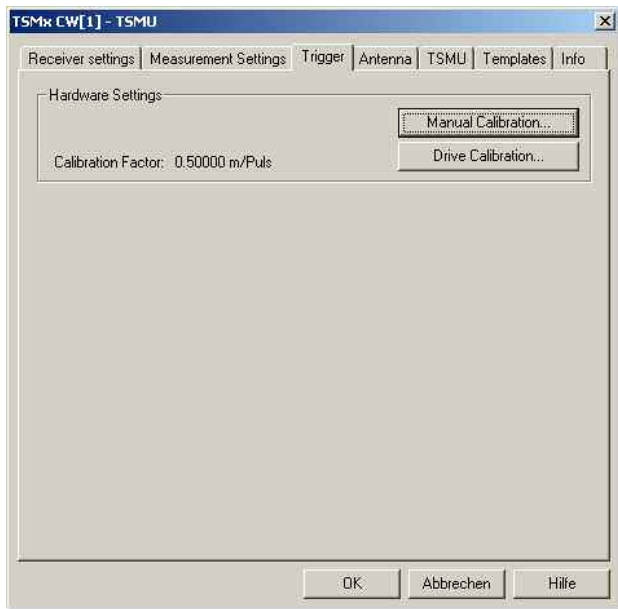 TSMx CW[1] - TSMU
Receiver settings Measurement Settings Trigger Antenna TSMU Templates Info
Hardware Settings
Manual Calibration...
Calibration Factor: 0.50000 m/Puls
Drive Calibration...
OK Abbrechen Hilfe